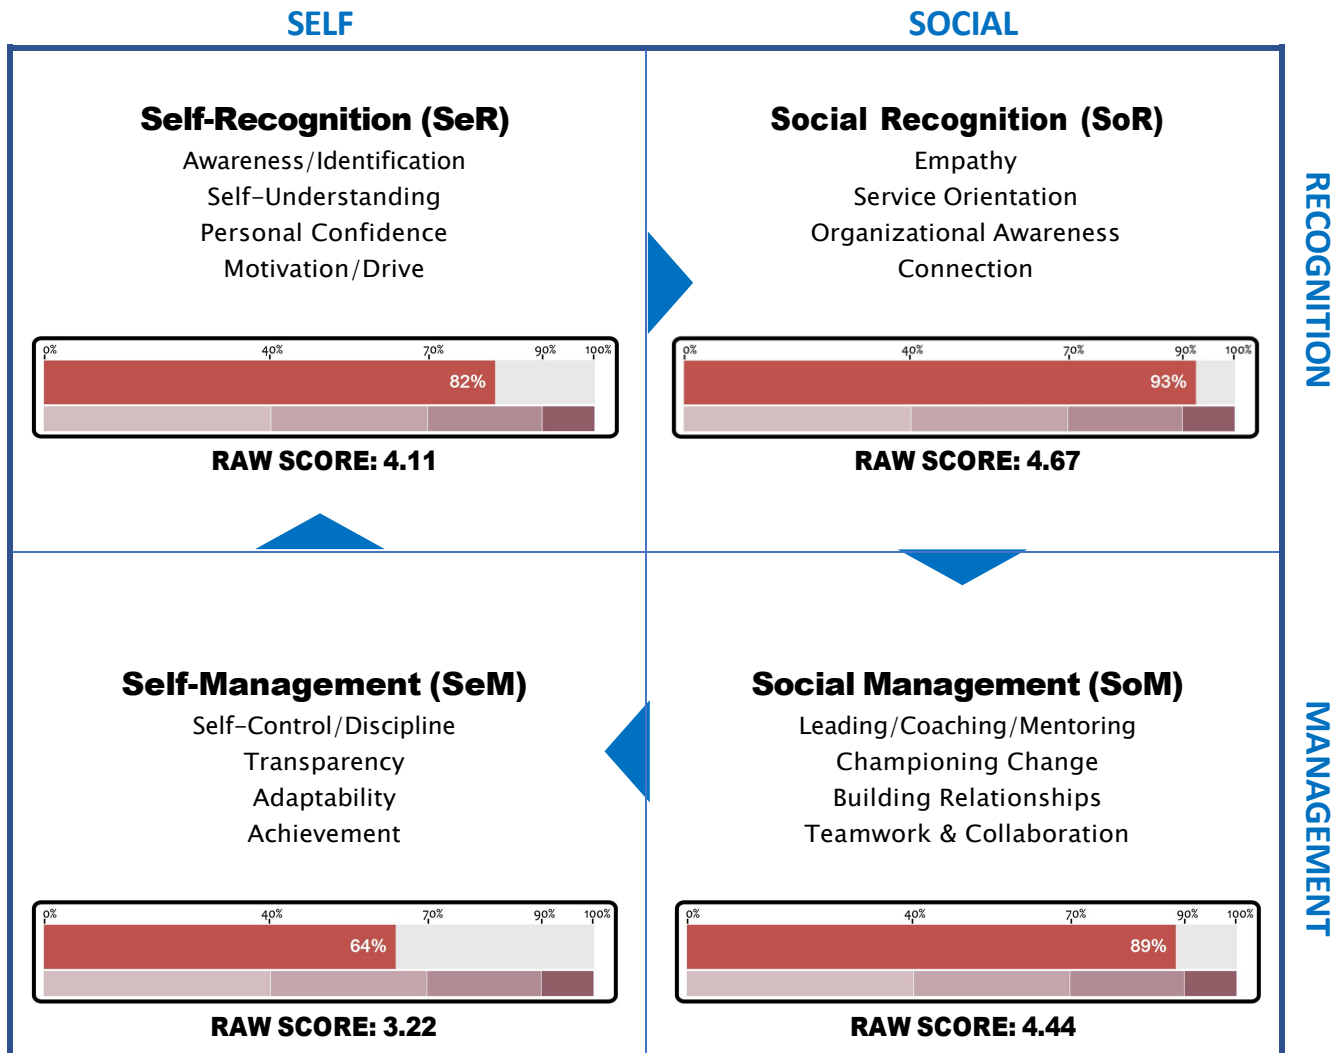 SELF
SOCIAL
Self-Recognition (SeR)
Awareness/Identification
Self-Understanding
Personal Confidence
Motivation/Drive
0% 40% 70% 90% 100%
82%
RAW SCORE: 4.11
Social Recognition (SoR)
Empathy
Service Orientation
Organizational Awareness
Connection
0% 40% 70% 90% 100%
93%
RAW SCORE: 4.67
RECOGNITION
Self-Management (SeM)
Self-Control/Discipline
Transparency
Adaptability
Achievement
0% 40% 70% 90% 100%
64%
RAW SCORE: 3.22
Social Management (SoM)
Leading/Coaching/Mentoring
Championing Change
Building Relationships
Teamwork & Collaboration
0% 40% 70% 90% 100%
89%
RAW SCORE: 4.44
MANAGEMENT